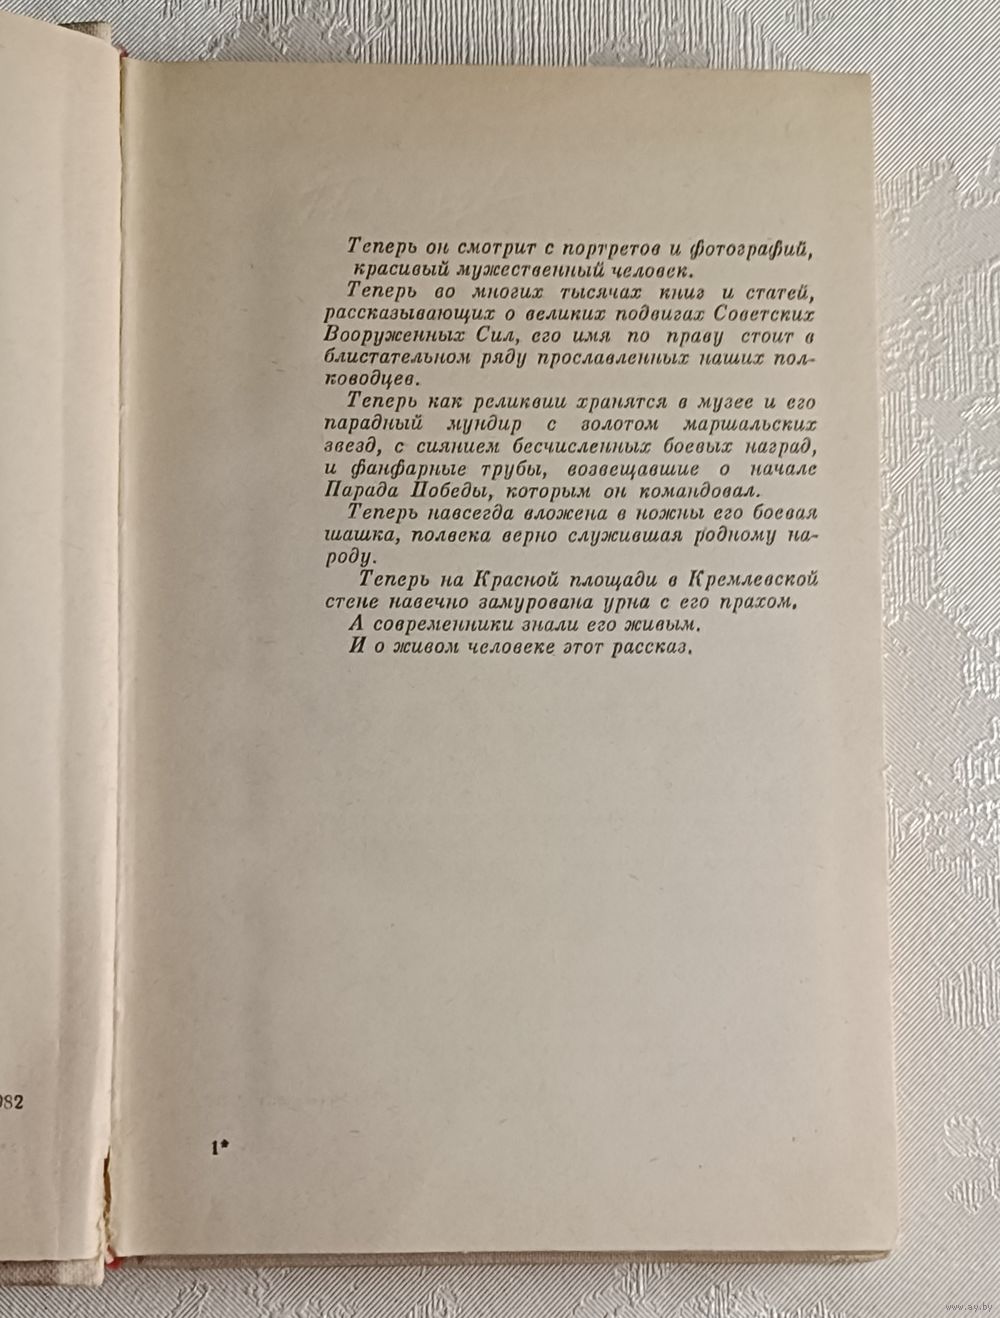 Теперь он смотрит с портретов и фотографий,
красивый мужественный человек.
Теперь во многих тысячах книг и статей,
рассказывающих о великих подвигах Советских
Вооруженных Сил, его имя по праву стоит в
блистательном ряду прославленных наших пол-
ководцев.
Теперь как реликвии хранятся в музее и его
парадный мундир с золотом маршальских
звезд, с сиянием бесчисленных боевых наград,
и фанфарные трубы, возвещавшие о начале
Парада Победы, которым он командовал.
Теперь навсегда вложена в ножны его боевая
шашка, полвека верно служившая родному на-
роду.
Теперь на Красной площади в Кремлевской
стене навечно замурована урна с его прахом.
А современники знали его живым.
И о живом человеке этот рассказ.
82
1*
www.ay.by